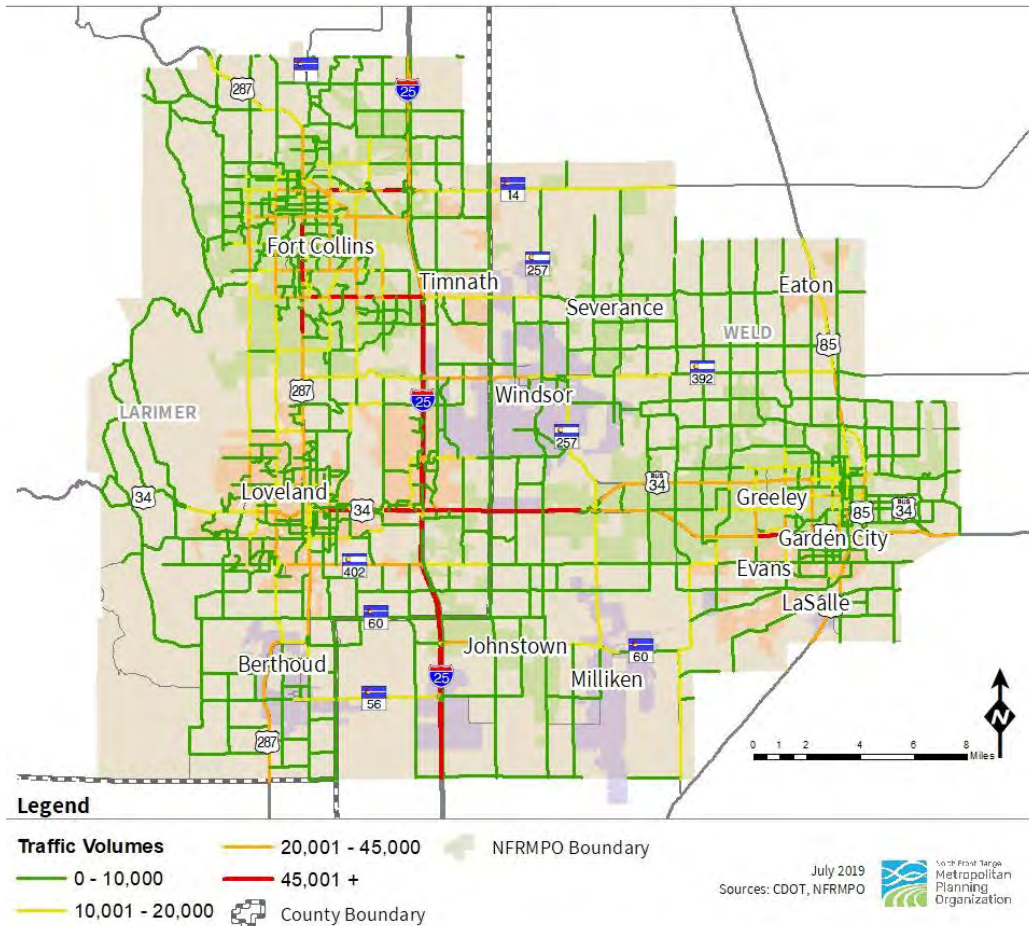 1
287
25
14
Fort Collins
257
Timnath
Eaton
Severance
WELD
85
392
287
25
Windsor
LARIMER
257
34
Loveland
34
BUS
34
Greeley
85
BUS
34
Garden City
402
Evans
LaSalle
60
Johnstown
60
Berthoud
25
Milliken
56
N
287
0 1 2 4 6 8
Miles
Legend
Traffic Volumes
0 - 10,000
10,001 - 20,000
20,001 - 45,000
45,001 +
County Boundary
NFRMPO Boundary
July 2019
Sources: CDOT, NFRMPO
North Front Range
Metropolitan
Planning
Organization